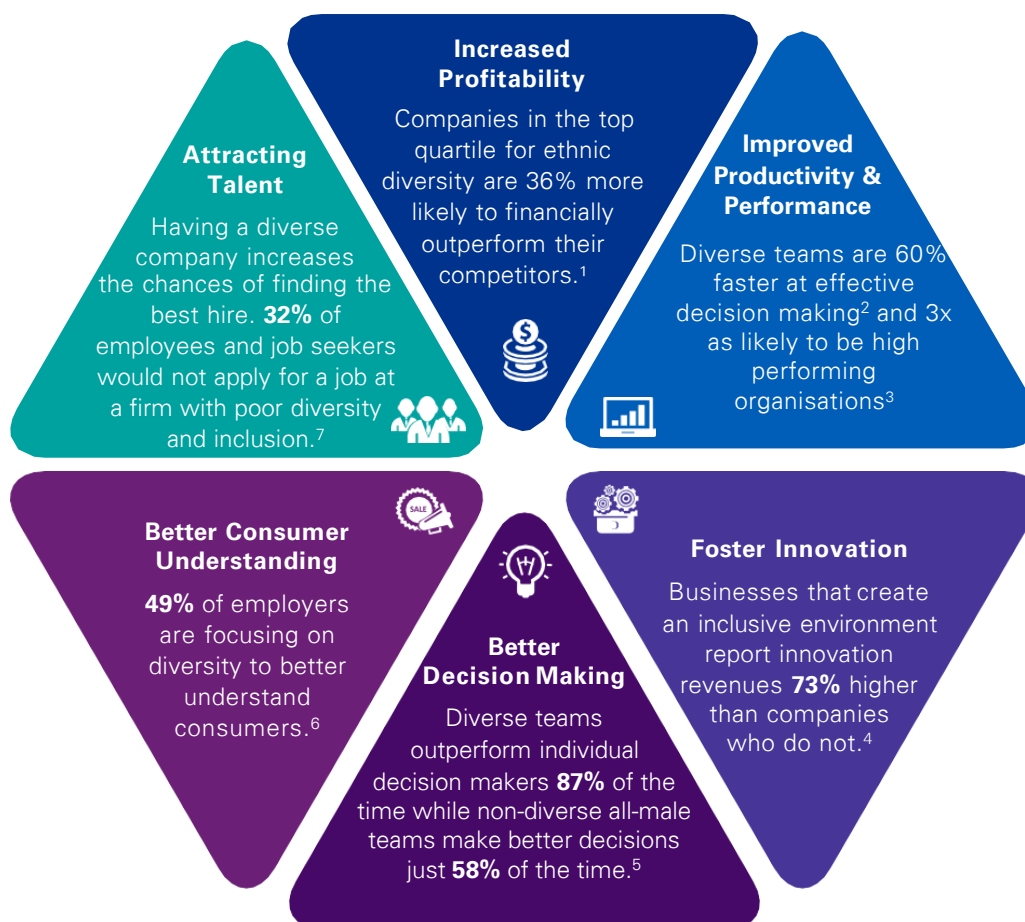 Increased
Profitability
Companies in the top
quartile for ethnic
diversity are 36% more
likely to financially
outperform their
competitors.¹
$
Improved
Productivity &
Performance
Diverse teams are 60%
faster at effective
decision making² and 3x
as likely to be high
performing
organisations³
Foster Innovation
Businesses that create
an inclusive environment
report innovation
revenues 73% higher
than companies
who do not.⁴
Better
Decision Making
Diverse teams
outperform individual
decision makers 87% of the
time while non-diverse all-male
teams make better decisions
just 58% of the time.⁵
SALE
Better Consumer
Understanding
49% of employers
are focusing on
diversity to better
understand
consumers.⁶
Attracting
Talent
Having a diverse
company increases
the chances of finding the
best hire. 32% of
employees and job seekers
would not apply for a job at
a firm with poor diversity
and inclusion.⁷